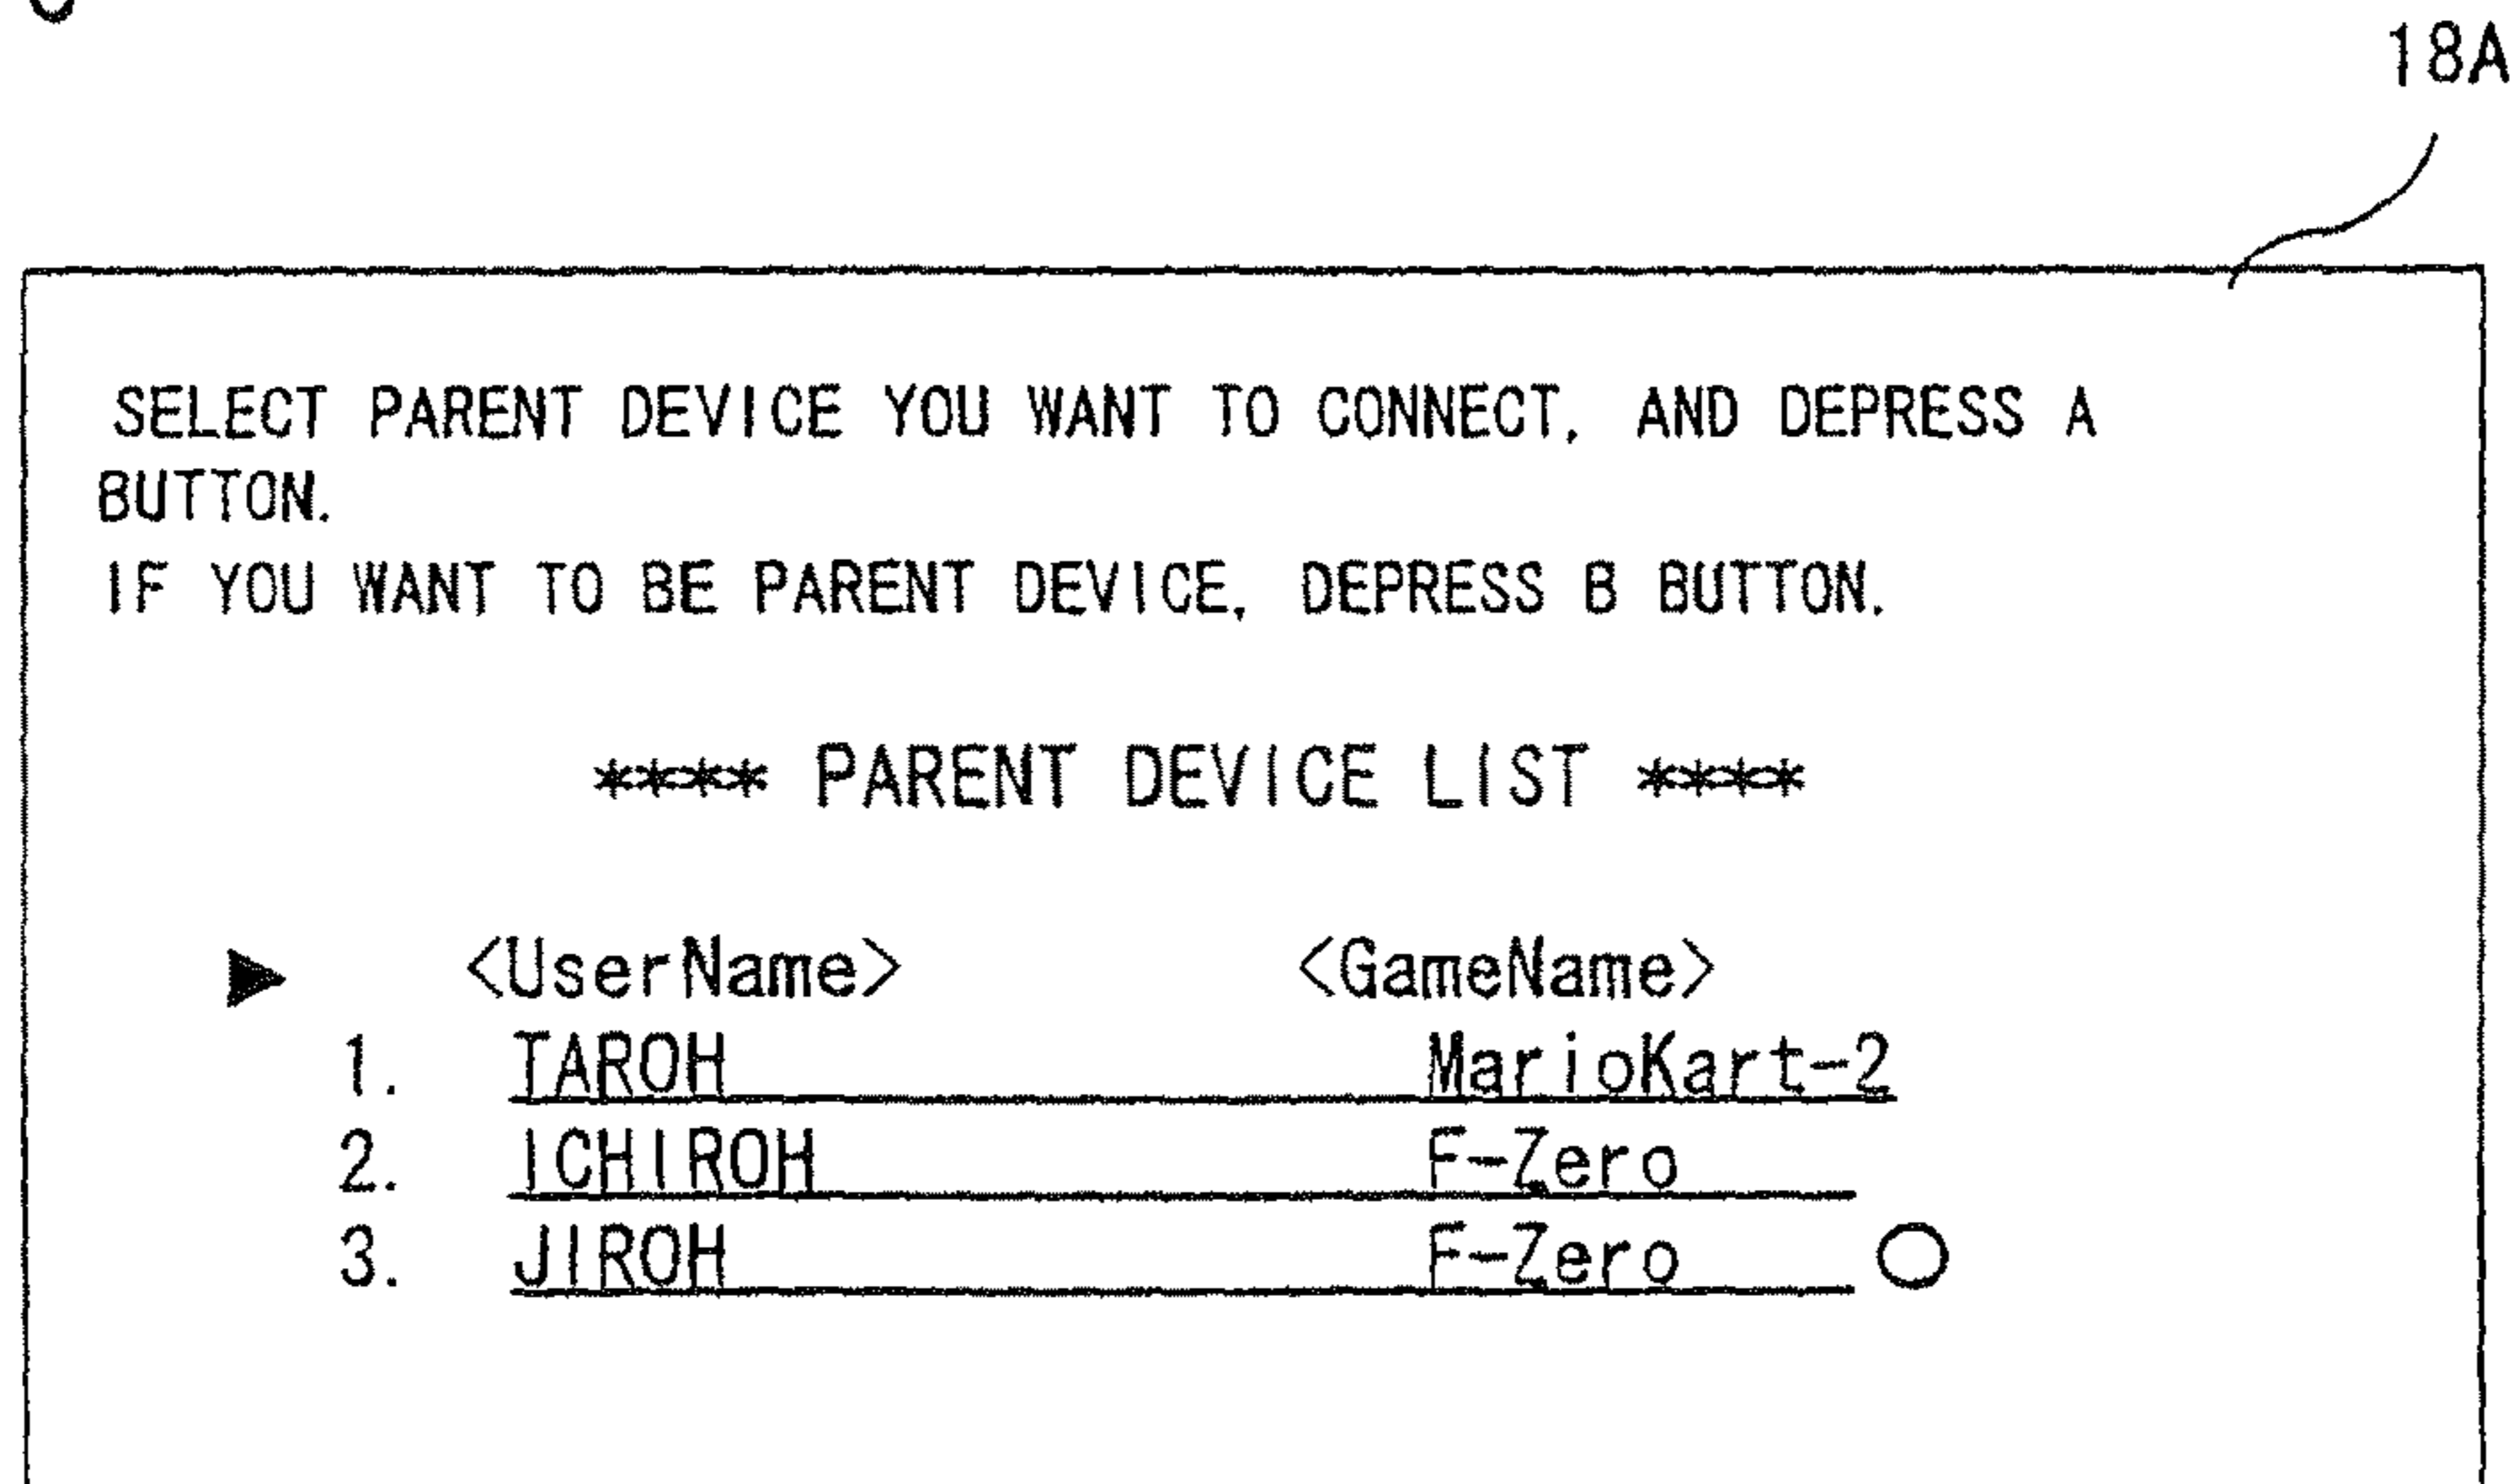 18A
SELECT PARENT DEVICE YOU WANT TO CONNECT, AND DEPRESS A
BUTTON.
IF YOU WANT TO BE PARENT DEVICE, DEPRESS B BUTTON.
**** PARENT DEVICE LIST ****
▶ <UserName> <GameName>
1. TAROH MarioKart-2
2. ICHIROH F-Zero
3. JIROH F-Zero ○